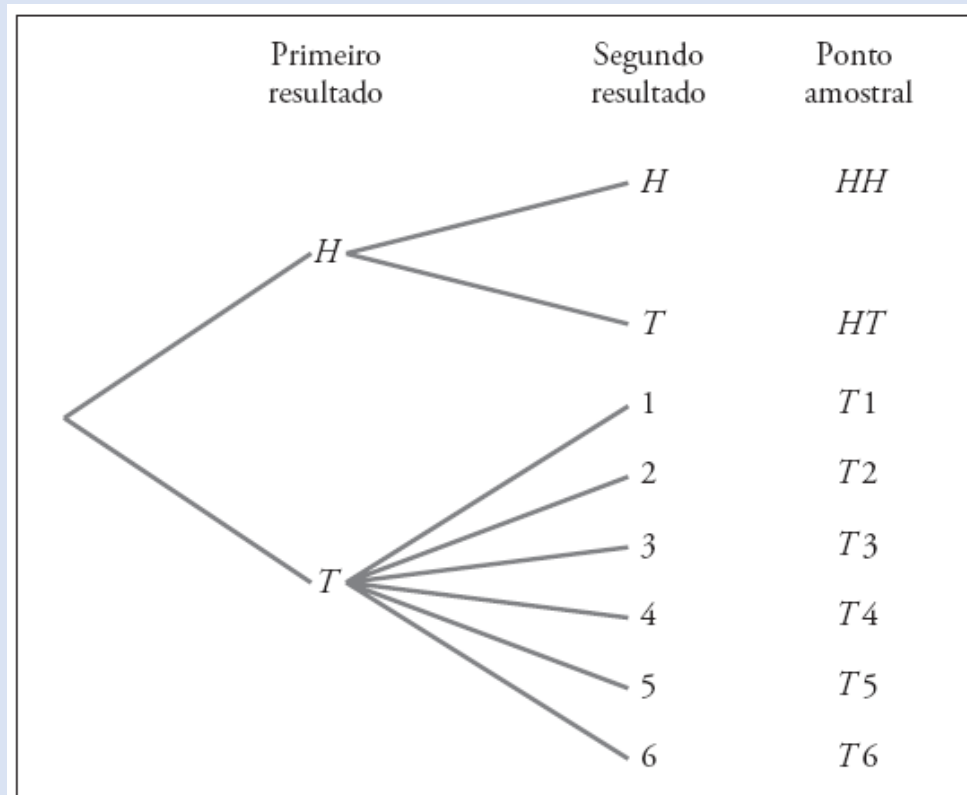 Primeiro Segundo Ponto
resultado resultado amostral
H HH
H
T HT
1 T1
2 T2
3 T3
T
4 T4
5 T5
6 T6